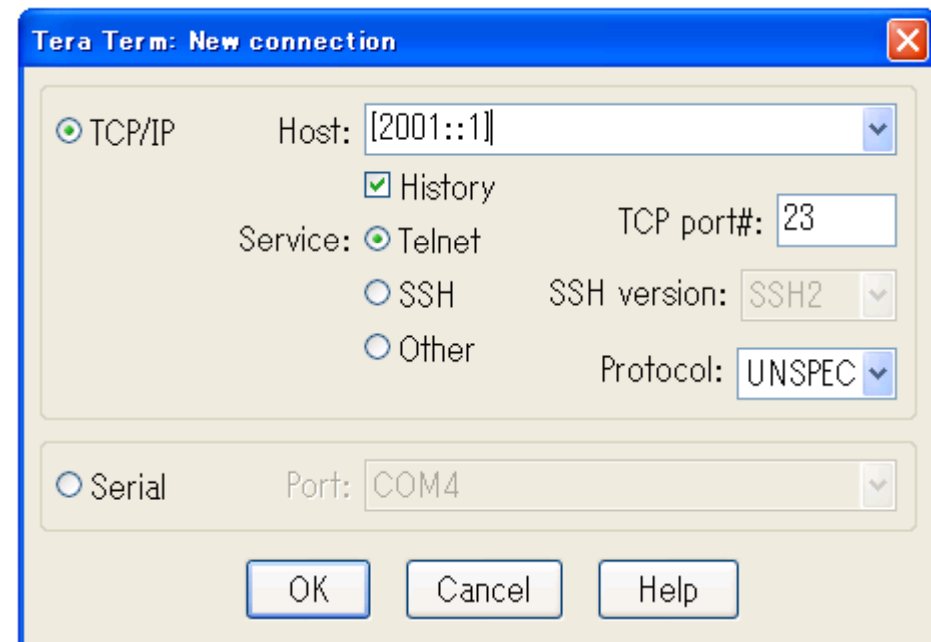 Tera Term: New connection
TCP/IP
Host: [2001::1]
History
TCP port#: 23
Service: Telnet
SSH
SSH version: SSH2
Other
Protocol: UNSPEC
Serial
Port: COM4
OK
Cancel
Help